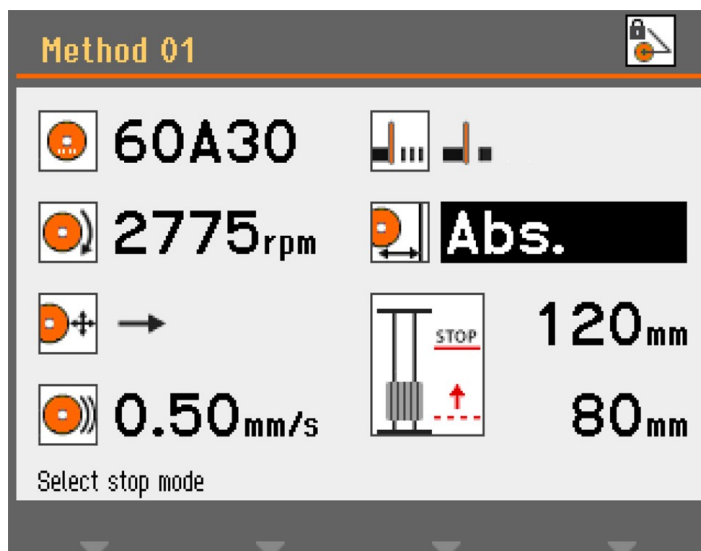 Method 01
60A30
2775rpm
Abs.
STOP
120mm
0.50mm/s
80mm
Select stop mode